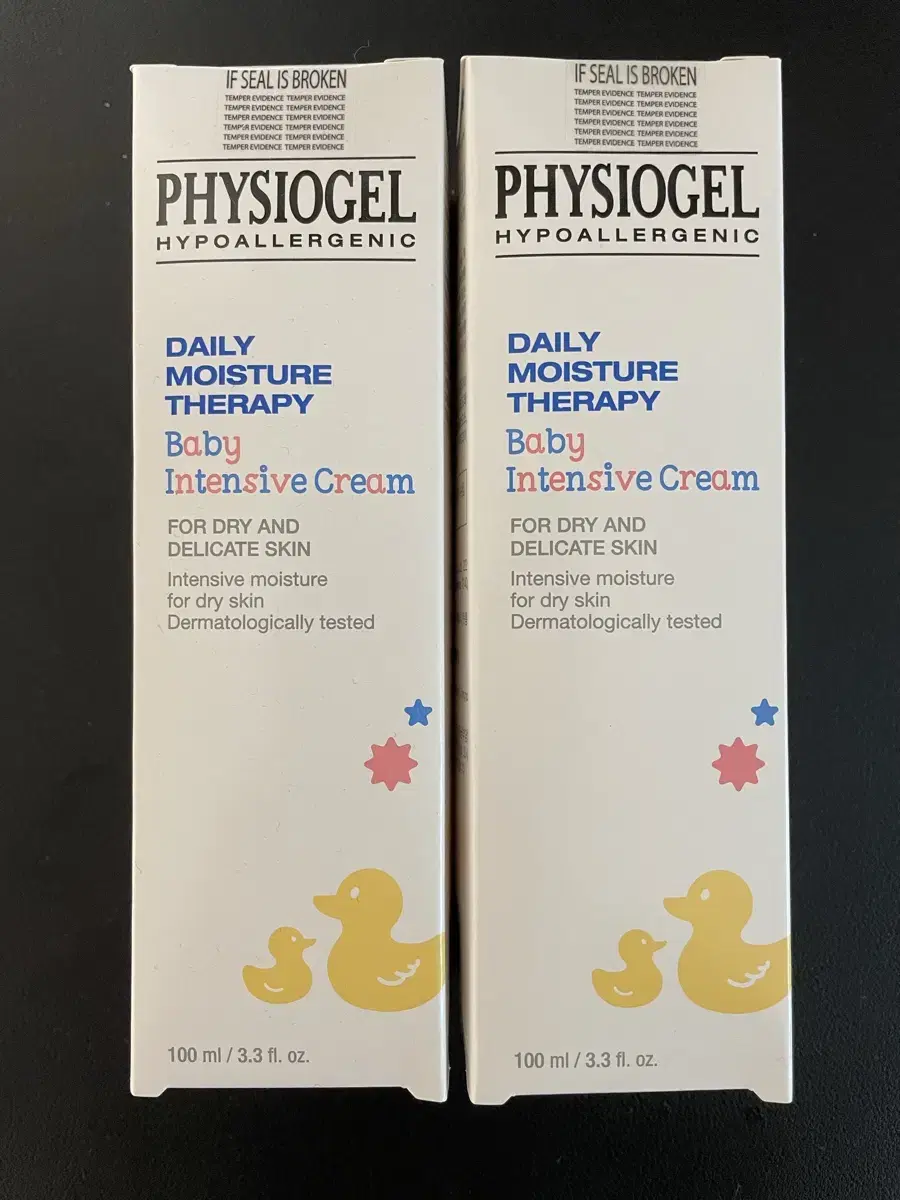 IF SEAL IS BROKEN
TEMPER EVIDENCE TEMPER EVIDENCE
TEMPER EVIDENCE TEMPER EVIDENCE
TEMPER EVIDENCE TEMPER EVIDENCE
TEMPER EVIDENCE TEMPER EVIDENCE
TEMPER EVIDENCE TEMPER EVIDENCE
TEMPER EVIDENCE TEMPER EVIDENCE
PHYSIOGEL
HYPOALLERGENIC
DAILY
MOISTURE
THERAPY
Baby
Intensive Cream
FOR DRY AND
DELICATE SKIN
Intensive moisture
for dry skin
Dermatologically tested
100 ml / 3.3 fl. oz.
IF SEAL IS BROKEN
TEMPER EVIDENCE TEMPER EVIDENCE
TEMPER EVIDENCE TEMPER EVIDENCE
TEMPER EVIDENCE TEMPER EVIDENCE
TEMPER EVIDENCE TEMPER EVIDENCE
TEMPER EVIDENCE TEMPER EVIDENCE
TEMPER EVIDENCE TEMPER EVIDENCE
PHYSIOGEL
HYPOALLERGENIC
DAILY
MOISTURE
THERAPY
Baby
Intensive Cream
FOR DRY AND
DELICATE SKIN
Intensive moisture
for dry skin
Dermatologically tested
100 ml / 3.3 fl. oz.